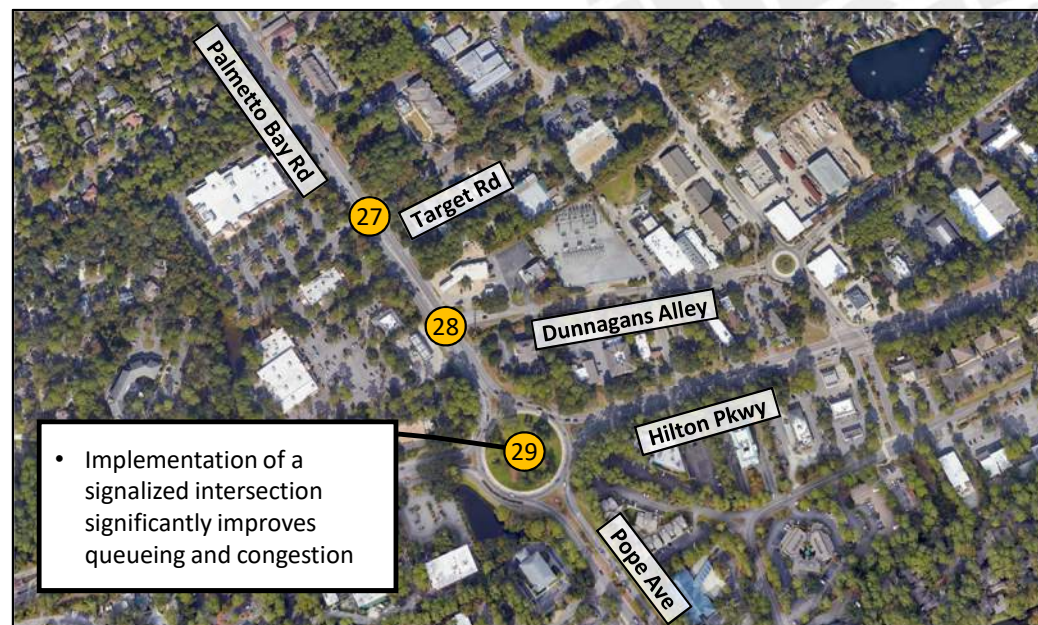 Palmetto Bay Rd
27
Target Rd
28
Dunnagans Alley
Hilton Pkwy
29
• Implementation of a
signalized intersection
significantly improves
queueing and congestion
Pope Ave